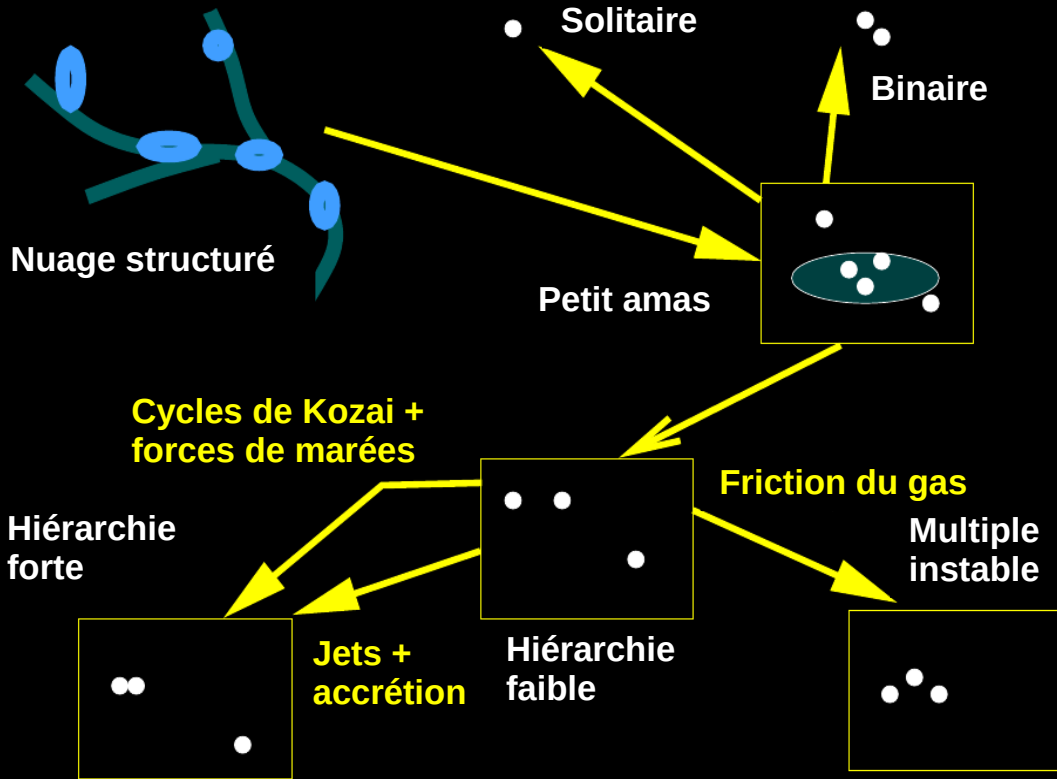 Solitaire
Binaire
Nuage structuré
Petit amas
Cycles de Kozai +
forces de marées
Friction du gas
Hiérarchie
forte
Multiple
instable
Jets +
accrétion
Hiérarchie
faible